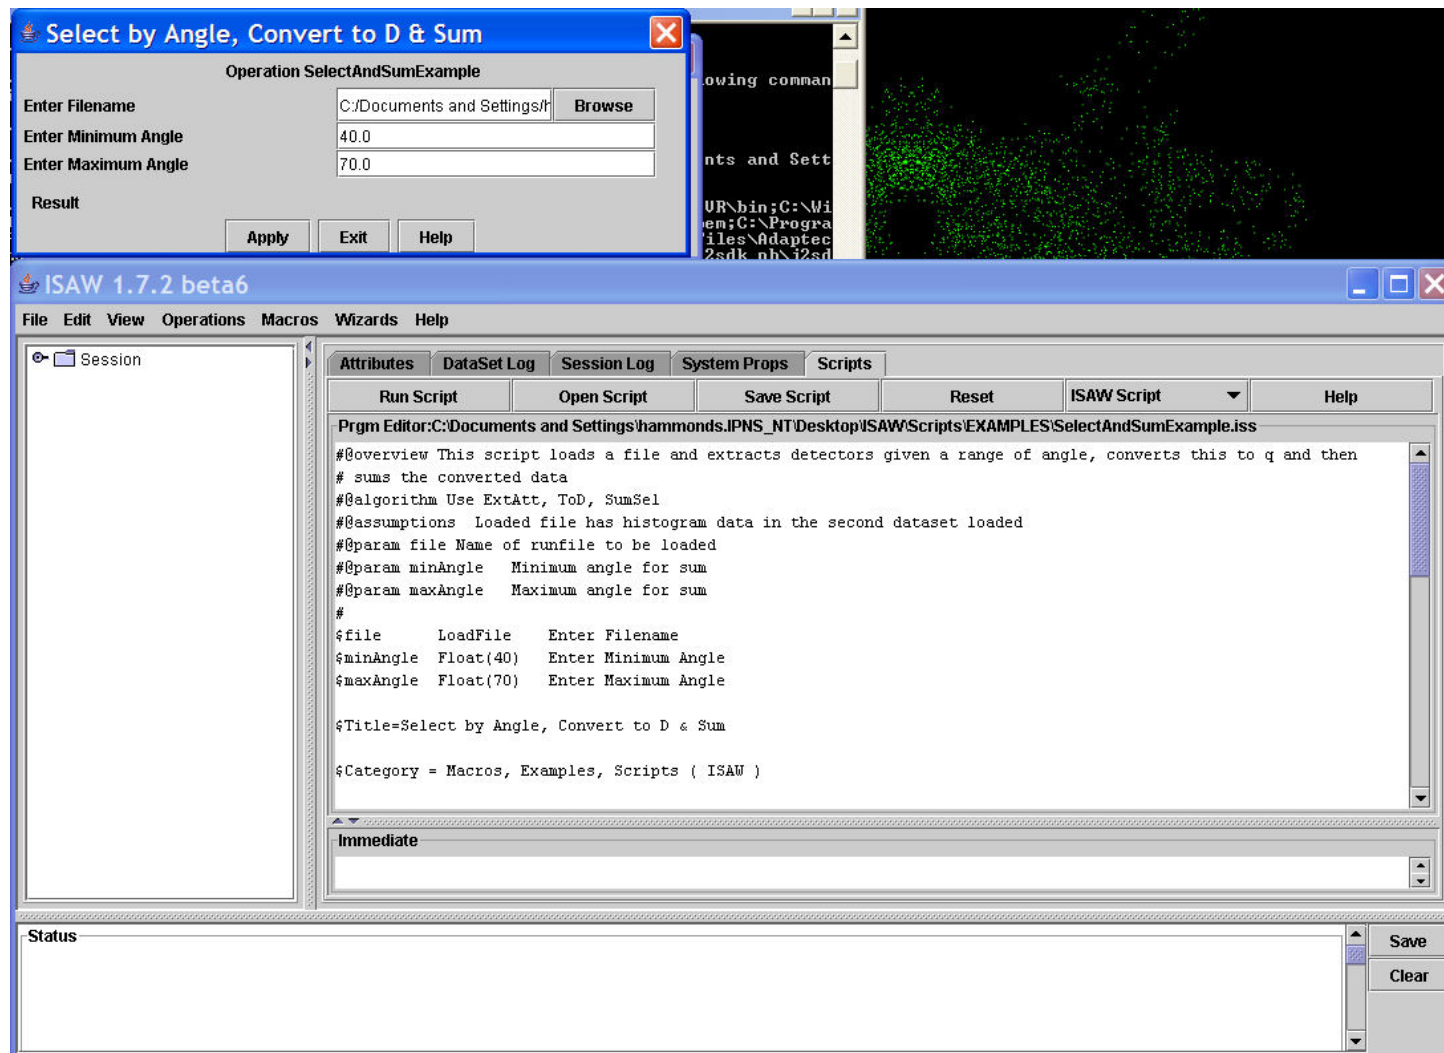 Select by Angle, Convert to D & Sum
Operation SelectAndSumExample
Enter Filename
C:/Documents and Settings/h
Browse
Enter Minimum Angle
40.0
Enter Maximum Angle
70.0
Result
Apply Exit Help
owing comman
nts and Sett
UR\bin;C:\Wi
em;C:\Progra
iles\Adaptec
2sdk_nb\j2sd
ISAW 1.7.2 beta6
File Edit View Operations Macros Wizards Help
Session
Attributes DataSet Log Session Log System Props Scripts
Run Script Open Script Save Script Reset ISAW Script Help
Prgm Editor:C:\Documents and Settings\hammonds.IPNS_NT\Desktop\ISAW\Scripts\EXAMPLES\SelectAndSumExample.iss
#@overview This script loads a file and extracts detectors given a range of angle, converts this to q and then
# sums the converted data
#@algorithm Use ExtAtt, ToD, SumSel
#@assumptions  Loaded file has histogram data in the second dataset loaded
#@param file Name of runfile to be loaded
#@param minAngle   Minimum angle for sum
#@param maxAngle   Maximum angle for sum
#
$file      LoadFile    Enter Filename
$minAngle  Float(40)   Enter Minimum Angle
$maxAngle  Float(70)   Enter Maximum Angle
$Title=Select by Angle, Convert to D & Sum
$Category = Macros, Examples, Scripts ( ISAW )
Immediate
Status
Save
Clear